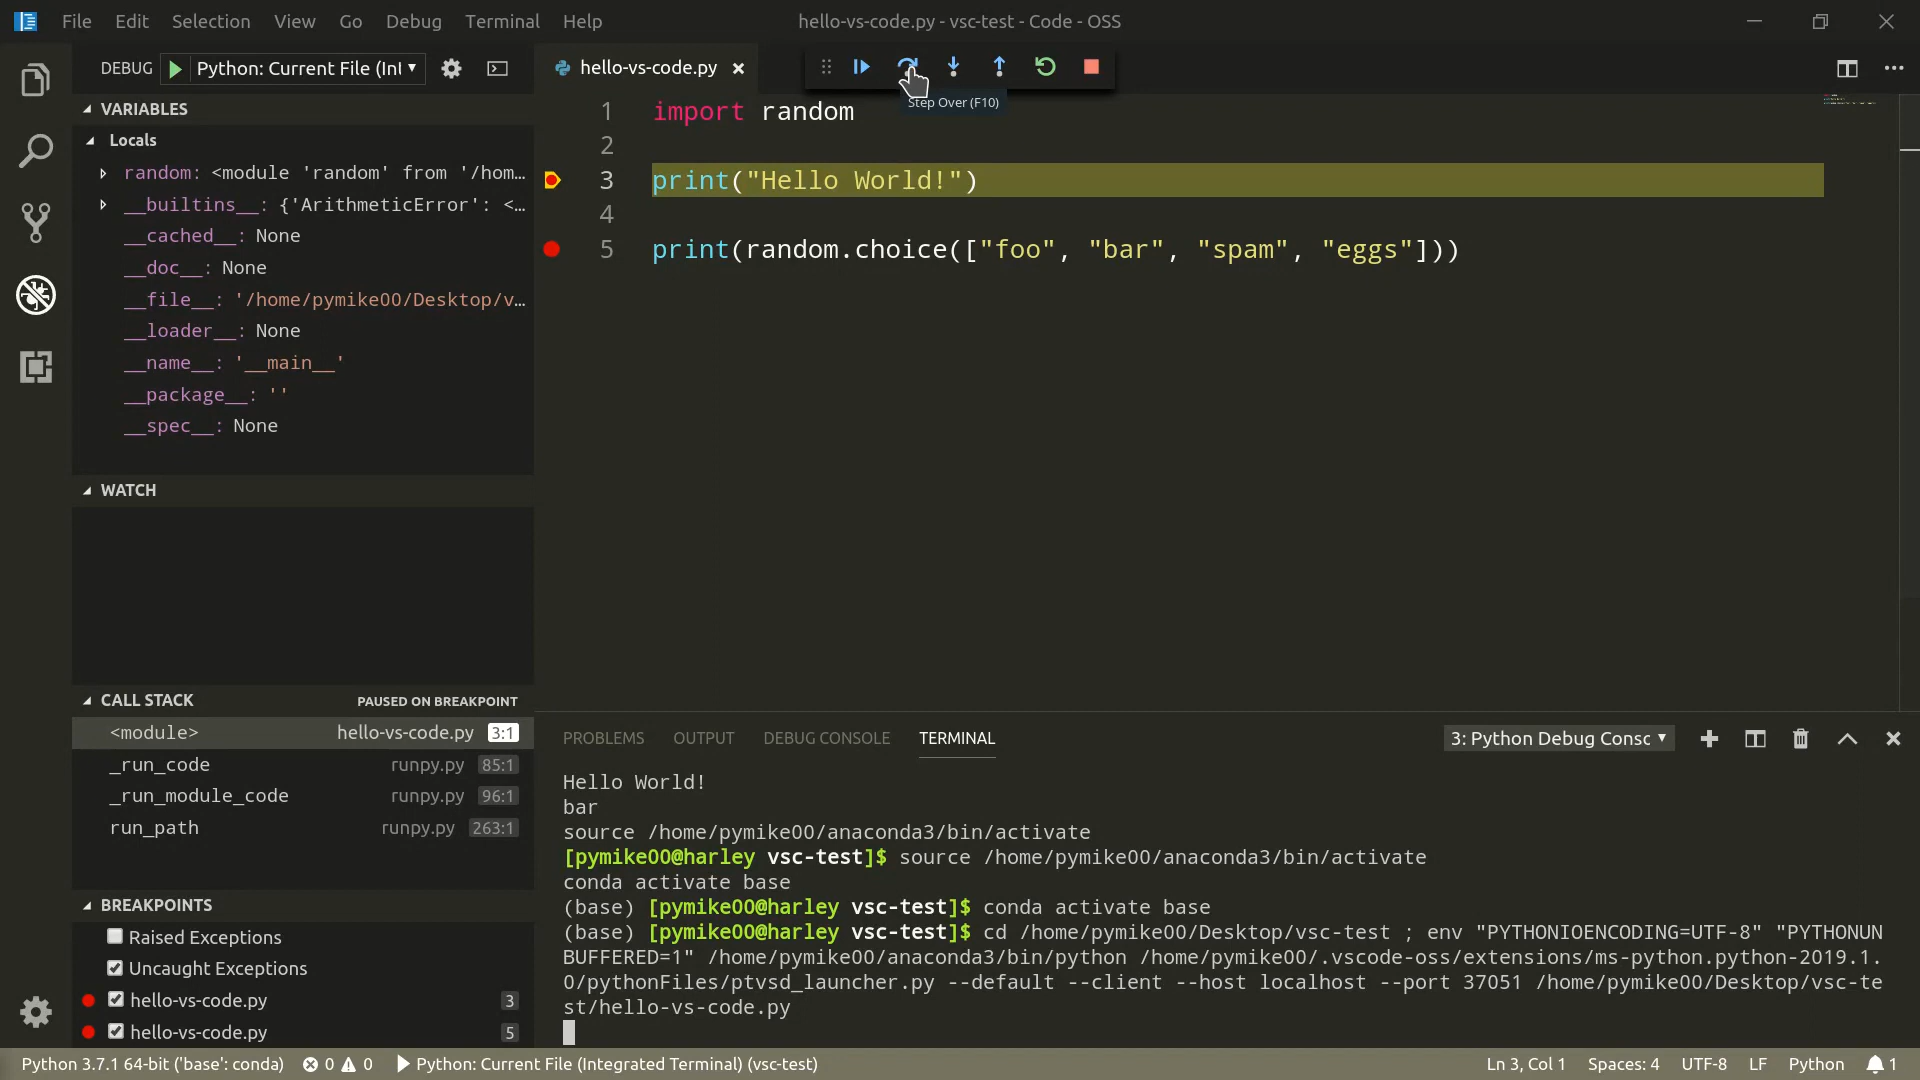 File Edit Selection View Go Debug Terminal Help hello-vs-code.py - vsc-test - Code - OSS
DEBUG Python: Current File (Int
hello-vs-code.py
Step Over (F10)
VARIABLES
Locals
random: <module 'random' from '/hom...
__builtins__: {'ArithmeticError': <...
__cached__: None
__doc__: None
__file__: '/home/pymike00/Desktop/v...
__loader__: None
__name__: '__main__'
__package__: ''
__spec__: None
WATCH
CALL STACK PAUSED ON BREAKPOINT
<module> hello-vs-code.py 3:1
_run_code runpy.py 85:1
_run_module_code runpy.py 96:1
run_path runpy.py 263:1
BREAKPOINTS
Raised Exceptions
Uncaught Exceptions
hello-vs-code.py 3
hello-vs-code.py 5
1 import random
2
3 print("Hello World!")
4
5 print(random.choice(["foo", "bar", "spam", "eggs"]))
PROBLEMS OUTPUT DEBUG CONSOLE TERMINAL 3: Python Debug Consc
Hello World!
bar
source /home/pymike00/anaconda3/bin/activate
[pymike00@harley vsc-test]$ source /home/pymike00/anaconda3/bin/activate
conda activate base
(base) [pymike00@harley vsc-test]$ conda activate base
(base) [pymike00@harley vsc-test]$ cd /home/pymike00/Desktop/vsc-test ; env "PYTHONIOENCODING=UTF-8" "PYTHONUN
BUFFERED=1" /home/pymike00/anaconda3/bin/python /home/pymike00/.vscode-oss/extensions/ms-python.python-2019.1.
0/pythonFiles/ptvsd_launcher.py --default --client --host localhost --port 37051 /home/pymike00/Desktop/vsc-te
st/hello-vs-code.py
Python 3.7.1 64-bit ('base': conda) 0 0 Python: Current File (Integrated Terminal) (vsc-test) Ln 3, Col 1 Spaces: 4 UTF-8 LF Python 1